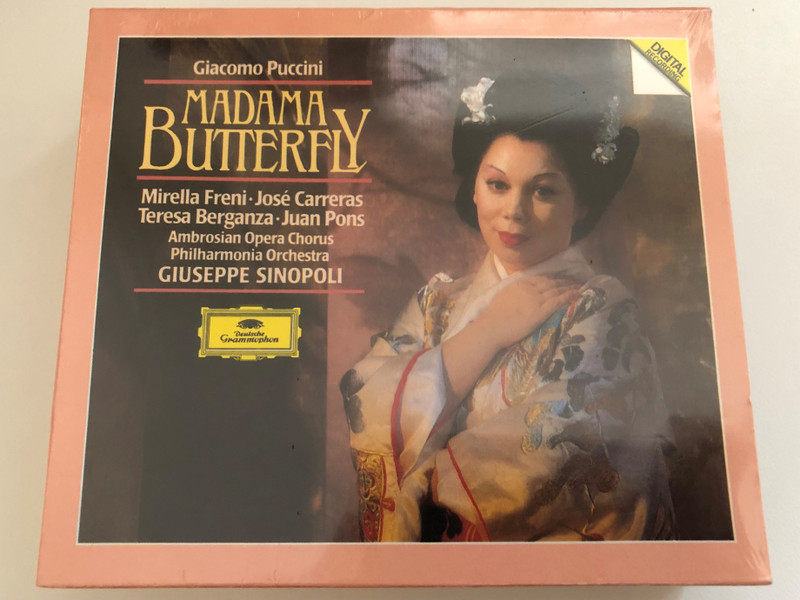 Giacomo Puccini
MADAMA
BUTTERFLY
Mirella Freni · José Carreras
Teresa Berganza · Juan Pons
Ambrosian Opera Chorus
Philharmonia Orchestra
GIUSEPPE SINOPOLI
Deutsche
Grammophon
DIGITAL
RECORDING